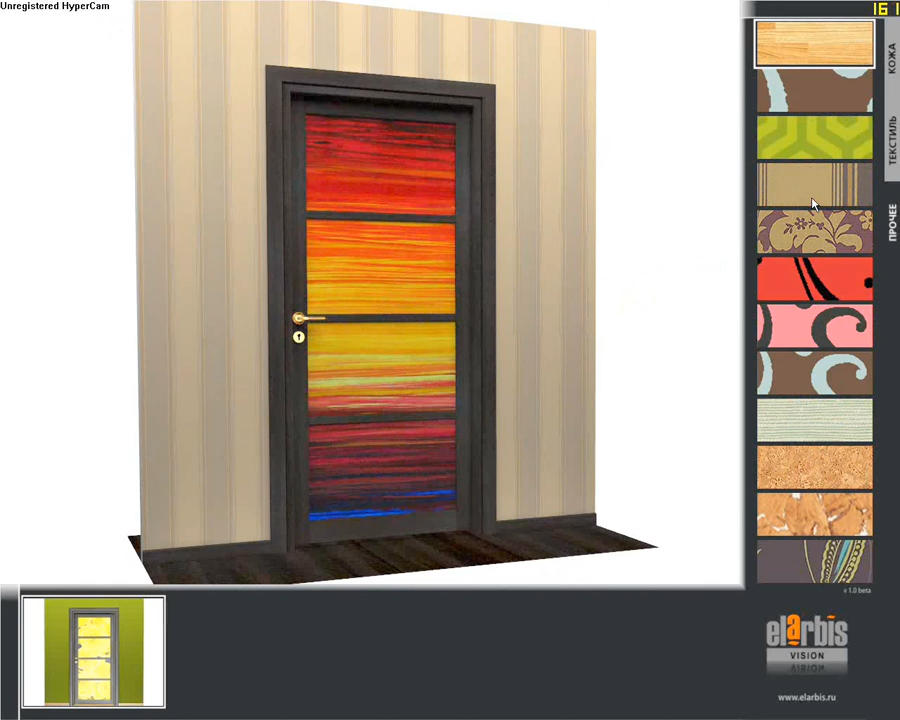 Unregistered HyperCam
161
КОЖА
ТЕКСТИЛЬ
ПРОЧЕЕ
v 1.0 beta
elarbis
VISION
www.elarbis.ru